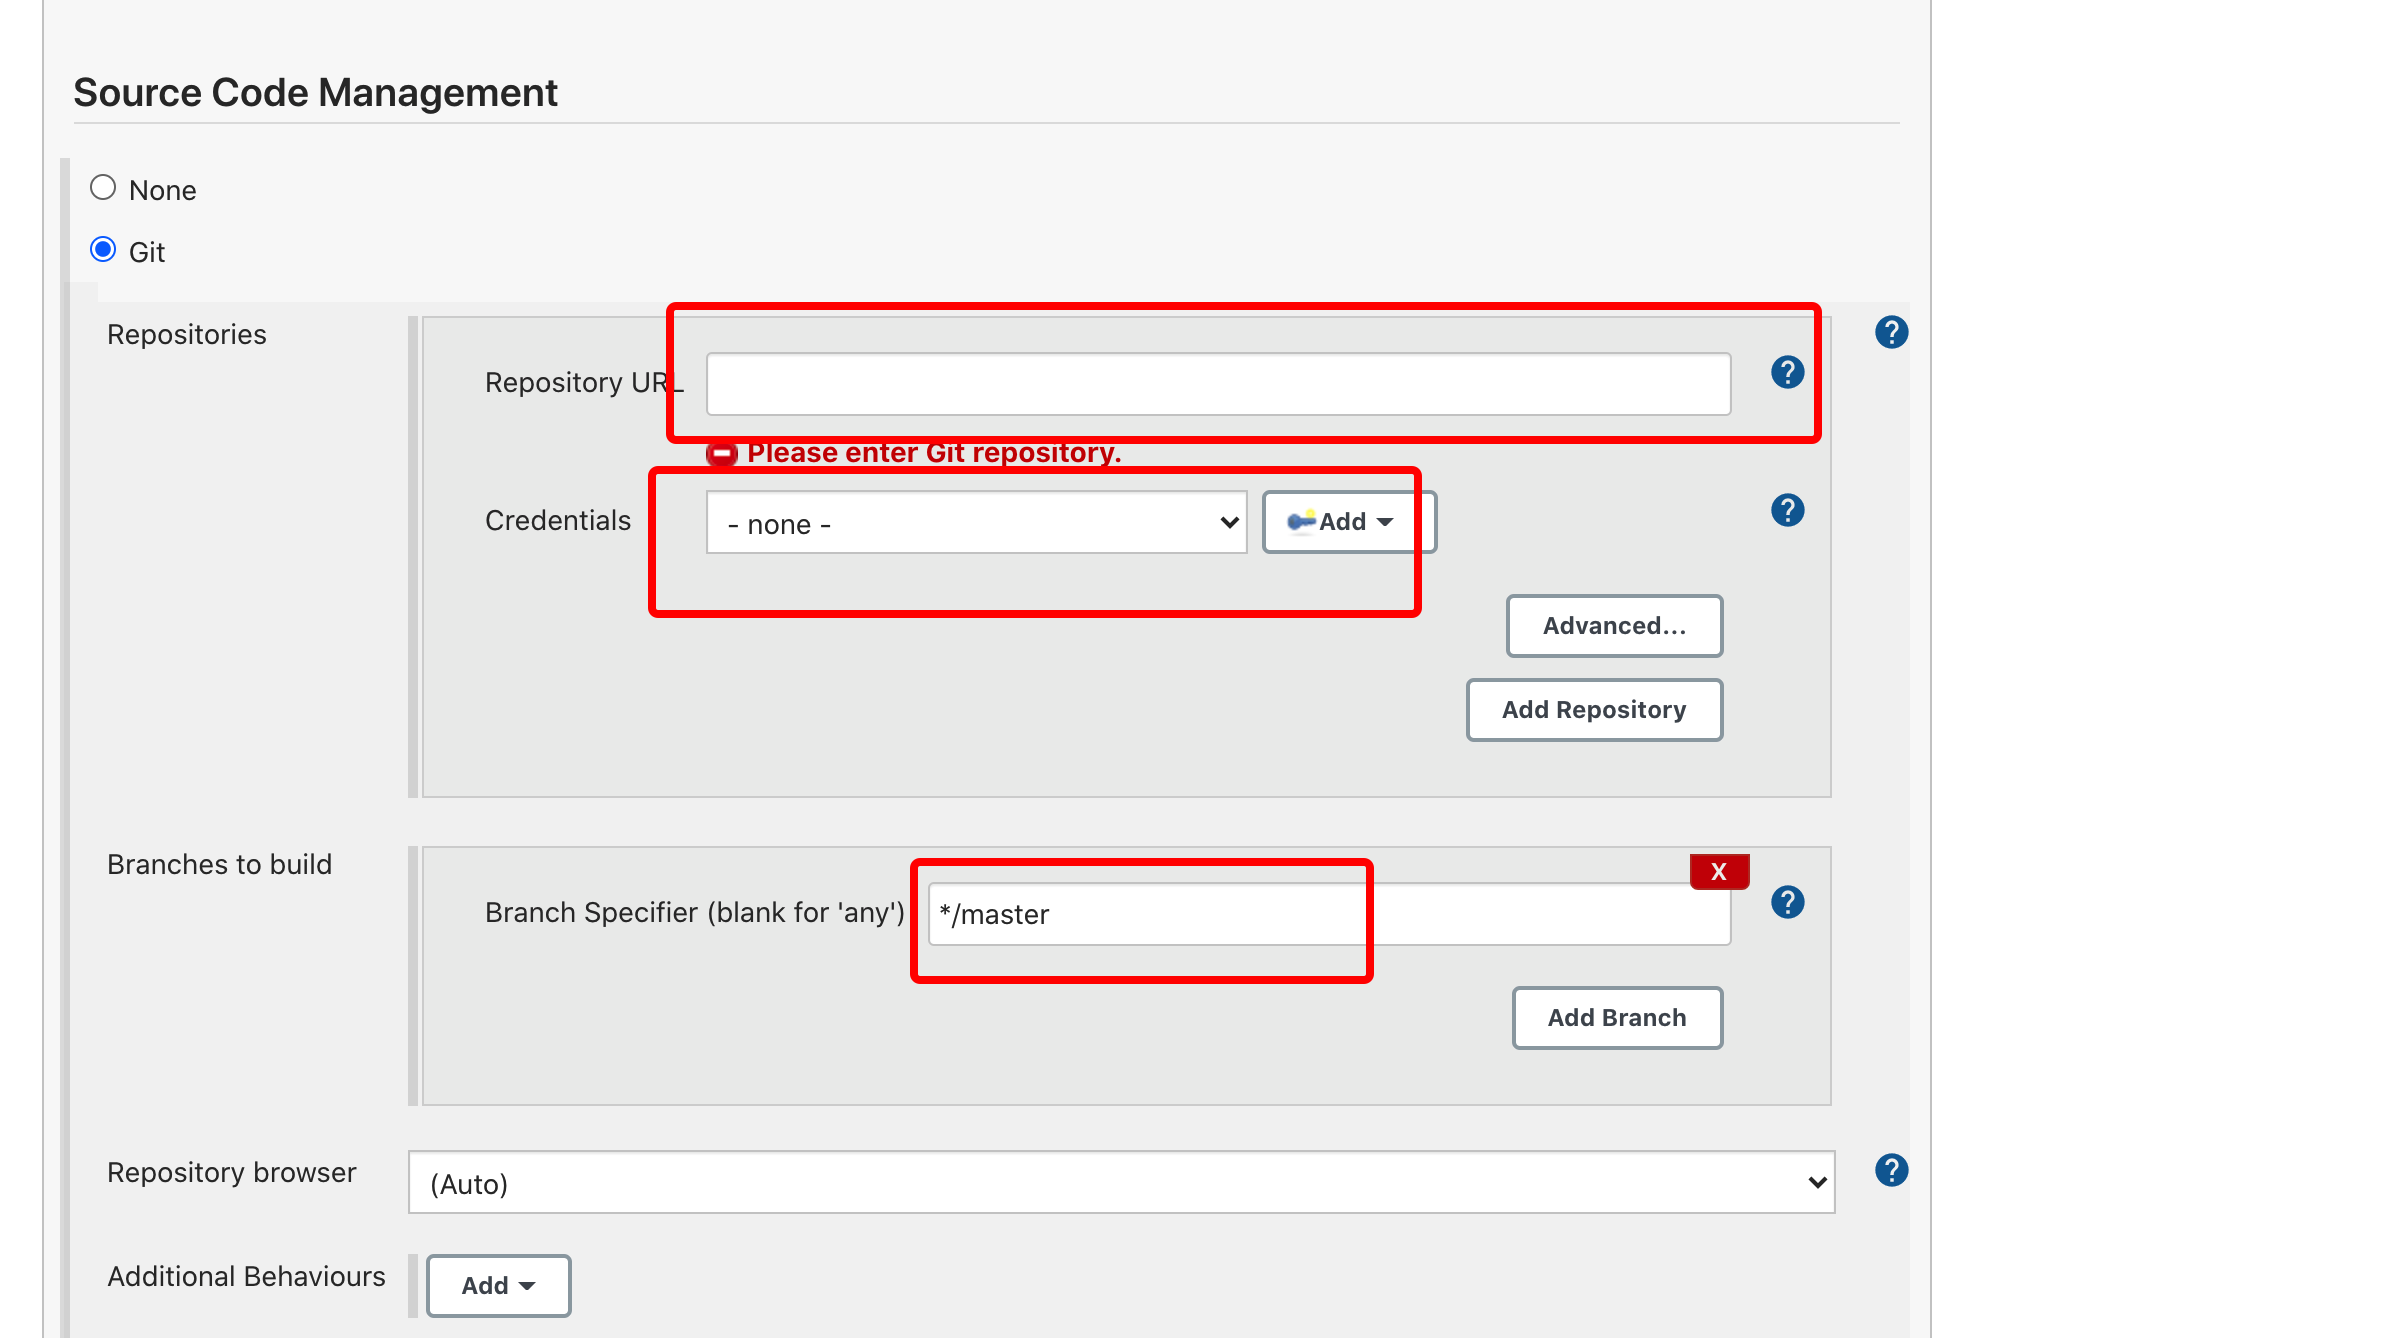 Source Code Management
None
Git
Repositories
Repository URL
Please enter Git repository.
Credentials
- none -
Add
Advanced...
Add Repository
Branches to build
X
Branch Specifier (blank for 'any')
*/master
Add Branch
Repository browser
(Auto)
Additional Behaviours
Add